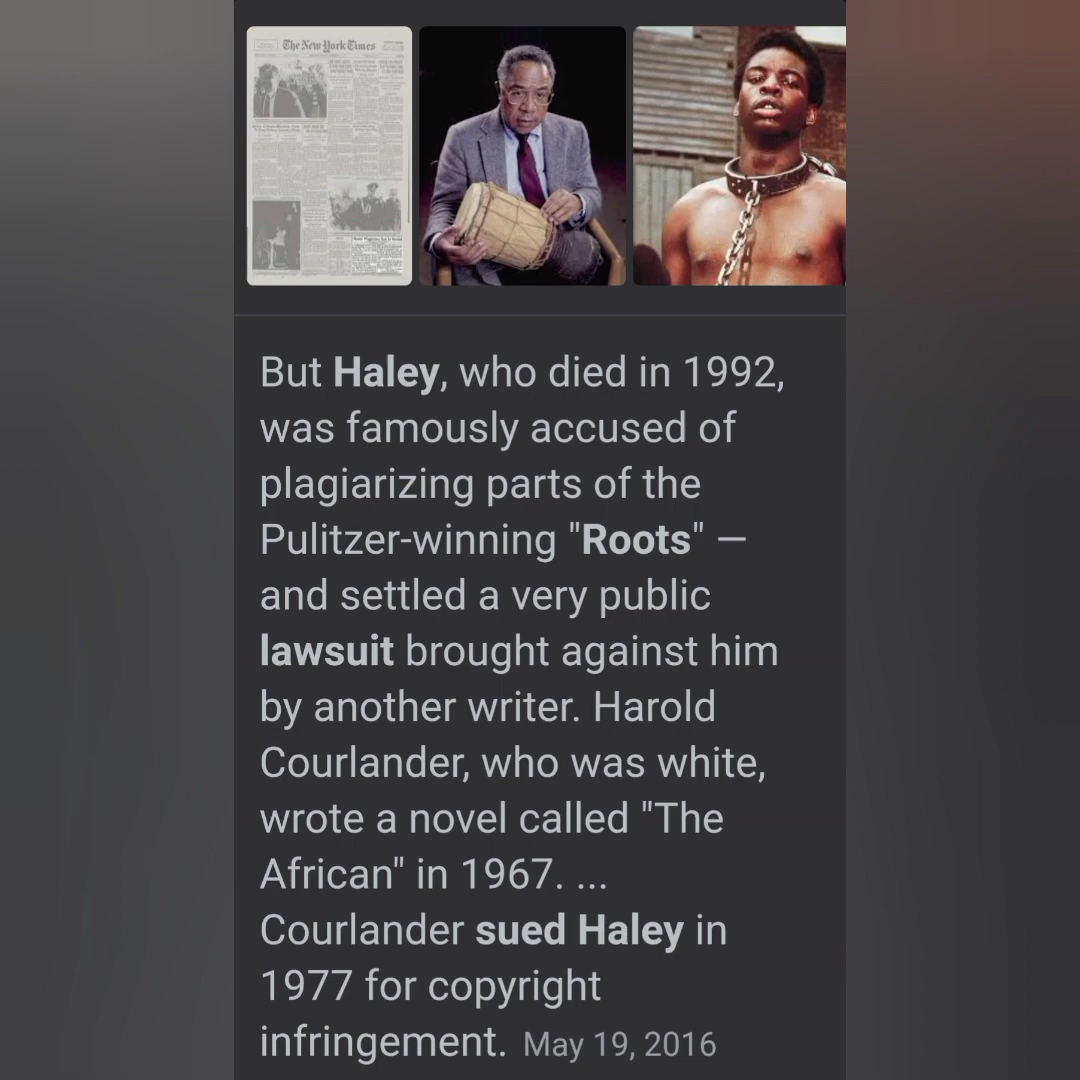 The New York Times
But Haley, who died in 1992,
was famously accused of
plagiarizing parts of the
Pulitzer-winning "Roots" —
and settled a very public
lawsuit brought against him
by another writer. Harold
Courlander, who was white,
wrote a novel called "The
African" in 1967. ...
Courlander sued Haley in
1977 for copyright
infringement. May 19, 2016